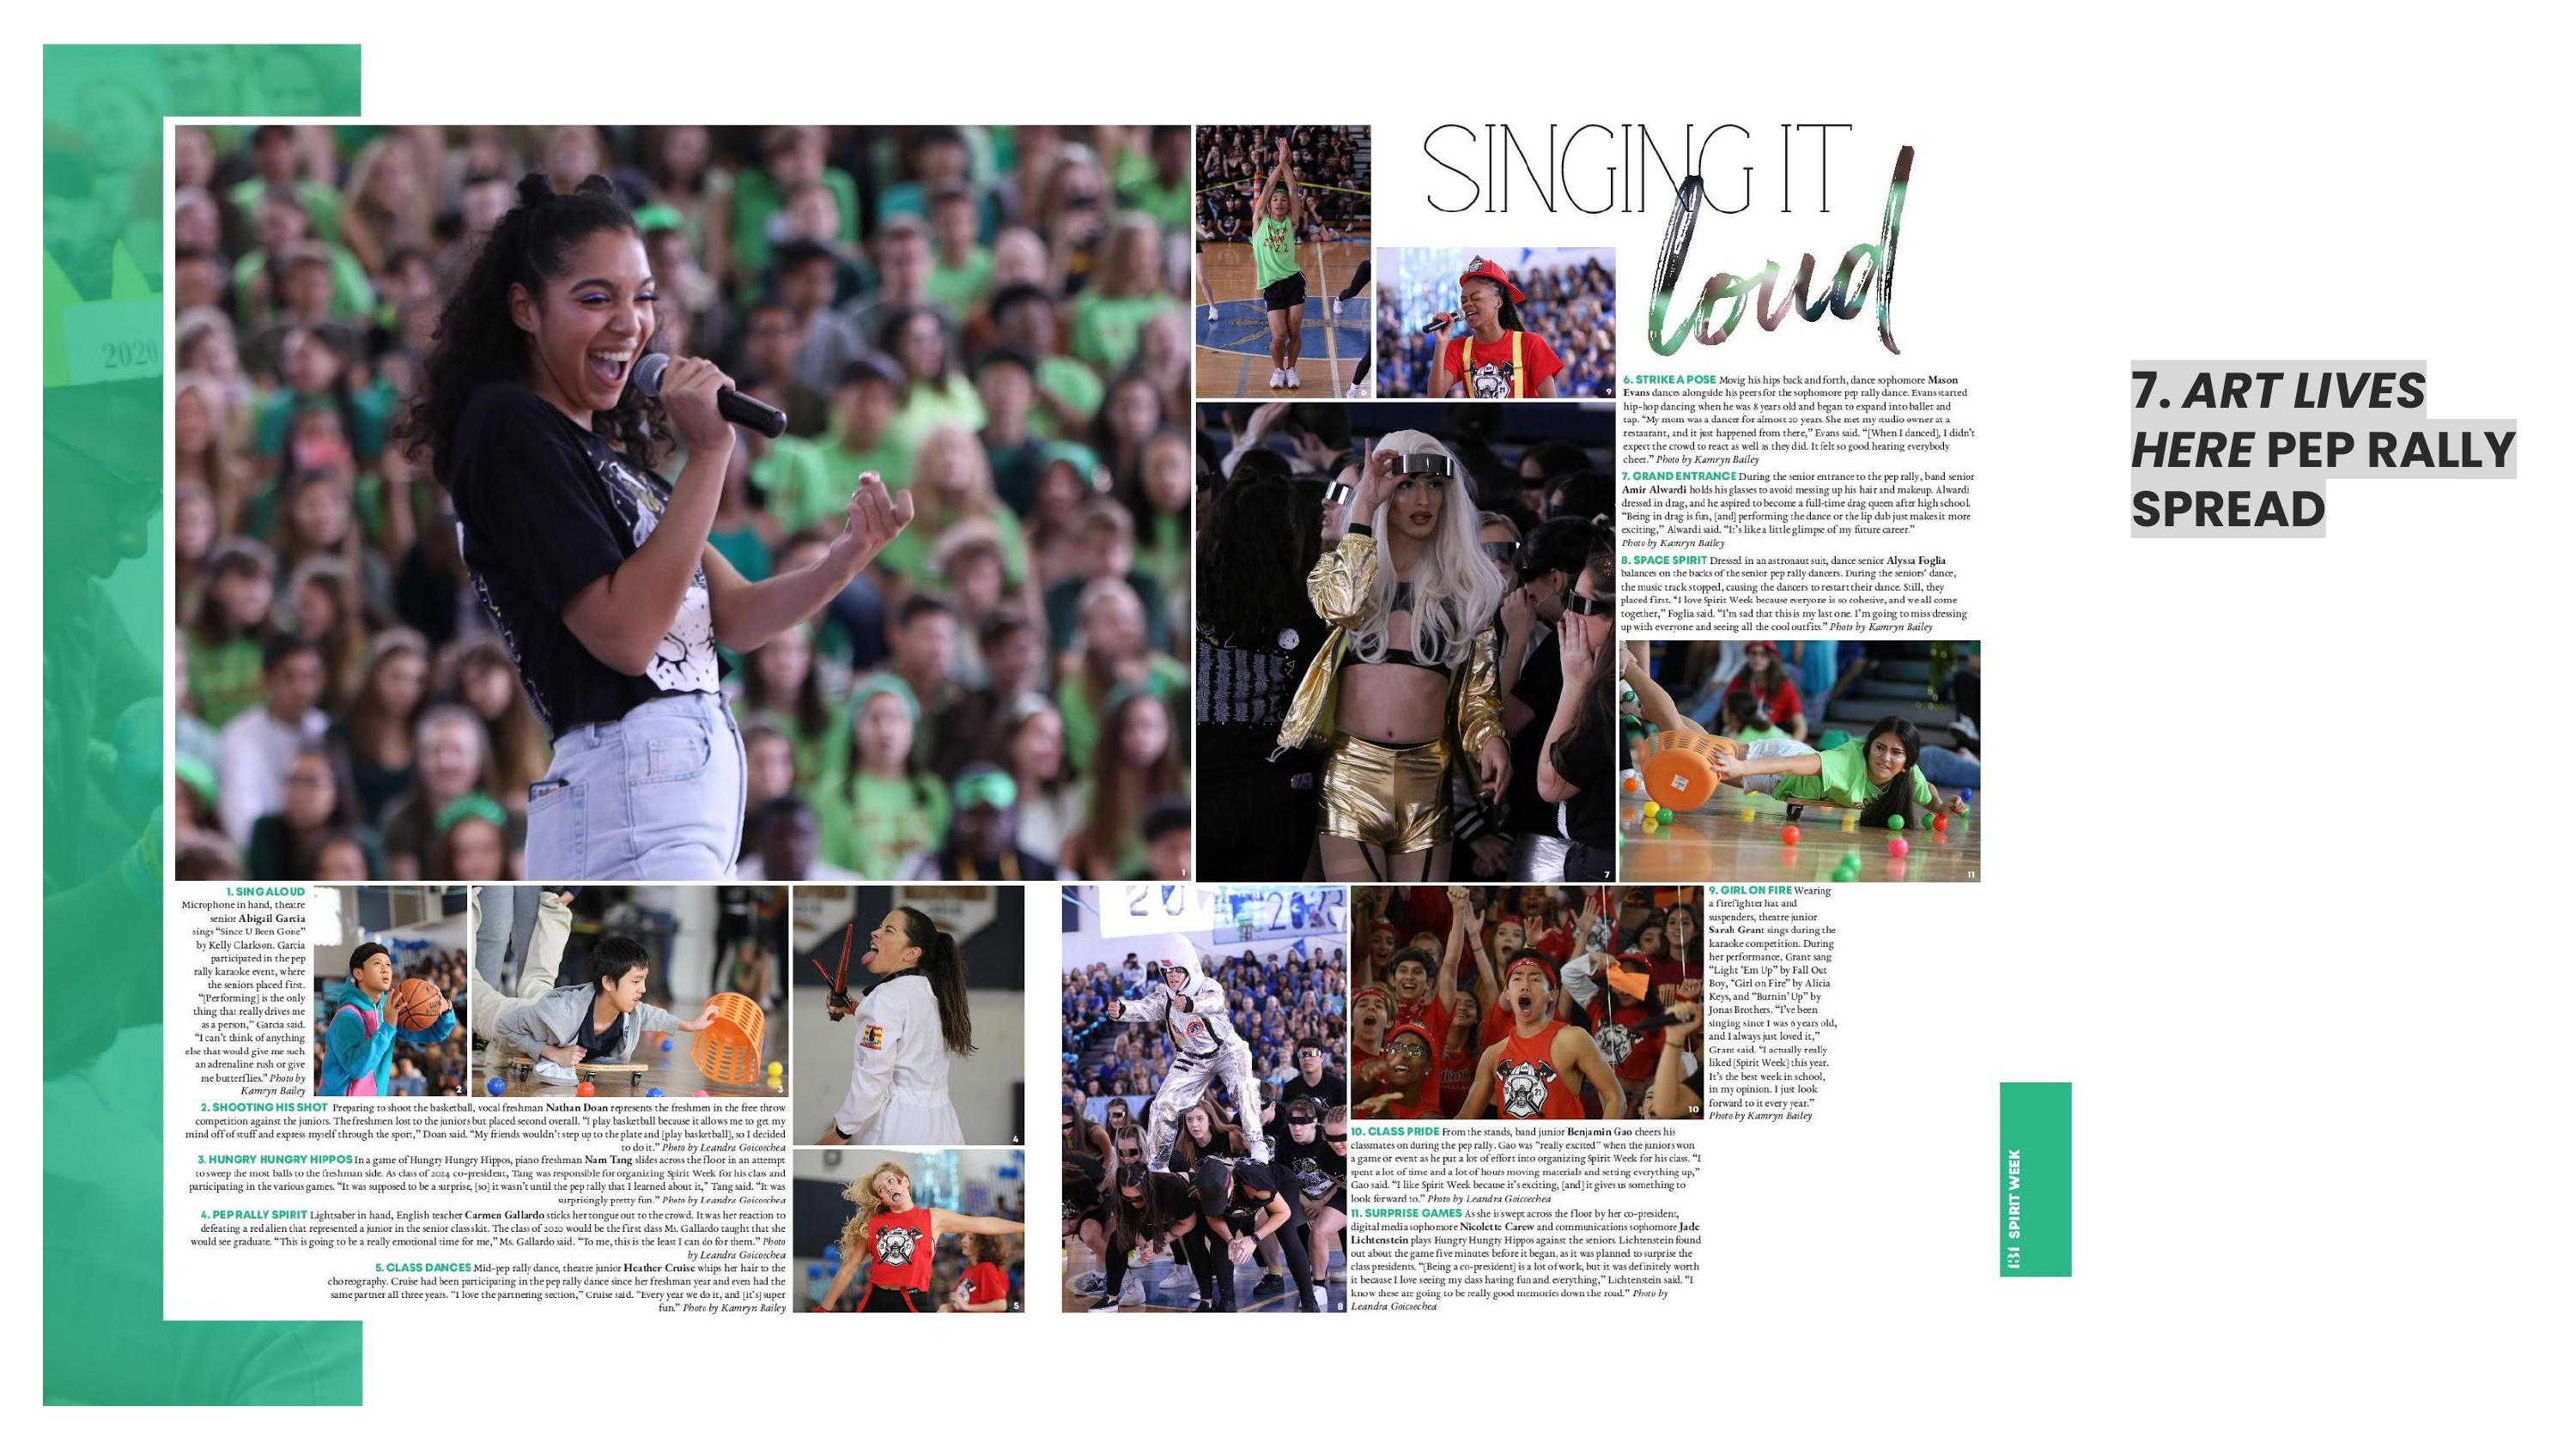 SINGING IT
loud
7. ART LIVES
HERE PEP RALLY
SPREAD
2020
1. SING ALOUD
Microphone in hand, theatre
senior Abigail Garcia
sings “Since U Been Gone”
by Kelly Clarkson. Garcia
participated in the pep
rally karaoke event, where
the seniors placed first.
“[Performing] is the only
thing that really drives me
as a person,” Garcia said.
“I can’t think of anything
else that would give me such
an adrenaline rush or give
me butterflies.” Photo by
Kamryn Bailey
2. SHOOTING HIS SHOT Preparing to shoot the basketball, vocal freshman Nathan Doan represents the freshmen in the free throw
competition against the juniors. The freshmen lost to the juniors but placed second overall. “I play basketball because it allows me to get my
mind off of stuff and express myself through the sport,” Doan said. “My friends wouldn’t step up to the plate and [play basketball], so I decided
to do it.” Photo by Leandra Goicoechea
3. HUNGRY HUNGRY HIPPOS In a game of Hungry Hungry Hippos, piano freshman Nam Tang slides across the floor in an attempt
to sweep the most balls to the freshman side. As class of 2024 co-president, Tang was responsible for organizing Spirit Week for his class and
participating in the various games. “It was supposed to be a surprise, [so] it wasn’t until the pep rally that I learned about it,” Tang said. “It was
surprisingly pretty fun.” Photo by Leandra Goicoechea
4. PEP RALLY SPIRIT Lightsaber in hand, English teacher Carmen Gallardo sticks her tongue out to the crowd. It was her reaction to
defeating a red alien that represented a junior in the senior class skit. The class of 2020 would be the first class Ms. Gallardo taught that she
would see graduate. “This is going to be a really emotional time for me,” Ms. Gallardo said. “To me, this is the least I can do for them.” Photo
by Leandra Goicoechea
5. CLASS DANCES Mid-pep rally dance, theatre junior Heather Cruise whips her hair to the
choreography. Cruise had been participating in the pep rally dance since her freshman year and even had the
same partner all three years. “I love the partnering section,” Cruise said. “Every year we do it, and [it’s] super
fun.” Photo by Kamryn Bailey
6. STRIKE A POSE Movig his hips back and forth, dance sophomore Mason
Evans dances alongside his peers for the sophomore pep rally dance. Evans started
hip-hop dancing when he was 8 years old and began to expand into ballet and
tap. “My mom was a dancer for almost 20 years. She met my studio owner at a
restaurant, and it just happened from there,” Evans said. “[When I danced], I didn’t
expect the crowd to react as well as they did. It felt so good hearing everybody
cheer.” Photo by Kamryn Bailey
7. GRAND ENTRANCE During the senior entrance to the pep rally, band senior
Amir Alwardi holds his glasses to avoid messing up his hair and makeup. Alwardi
dressed in drag, and he aspired to become a full-time drag queen after high school.
“Being in drag is fun, [and] performing the dance or the lip dub just makes it more
exciting,” Alwardi said. “It’s like a little glimpse of my future career.”
Photo by Kamryn Bailey
8. SPACE SPIRIT Dressed in an astronaut suit, dance senior Alyssa Foglia
balances on the backs of the senior pep rally dancers. During the seniors’ dance,
the music track stopped, causing the dancers to restart their dance. Still, they
placed first. “I love Spirit Week because everyone is so cohesive, and we all come
together,” Foglia said. “I’m sad that this is my last one. I’m going to miss dressing
up with everyone and seeing all the cool outfits.” Photo by Kamryn Bailey
9. GIRL ON FIRE Wearing
a firefighter hat and
suspenders, theatre junior
Sarah Grant sings during the
karaoke competition. During
her performance, Grant sang
“Light ‘Em Up” by Fall Out
Boy, “Girl on Fire” by Alicia
Keys, and “Burnin’ Up” by
Jonas Brothers. “I’ve been
singing since I was 6 years old,
and I always just loved it,”
Grant said. “I actually really
liked [Spirit Week] this year.
It’s the best week in school,
in my opinion. I just look
forward to it every year.”
Photo by Kamryn Bailey
10. CLASS PRIDE From the stands, band junior Benjamin Gao cheers his
classmates on during the pep rally. Gao was “really excited” when the juniors won
a game or event as he put a lot of effort into organizing Spirit Week for his class. “I
spent a lot of time and a lot of hours moving materials and setting everything up,”
Gao said. “I like Spirit Week because it’s exciting, [and] it gives us something to
look forward to.” Photo by Leandra Goicoechea
11. SURPRISE GAMES As she is swept across the floor by her co-president,
digital media sophomore Nicolette Carew and communications sophomore Jade
Lichtenstein plays Hungry Hungry Hippos against the seniors. Lichtenstein found
out about the game five minutes before it began, as it was planned to surprise the
class presidents. “[Being a co-president] is a lot of work, but it was definitely worth
it because I love seeing my class having fun and everything,” Lichtenstein said. “I
know these are going to be really good memories down the road.” Photo by
Leandra Goicoechea
1
2
3
4
5
6
7
8
9
10
11
SPIRIT WEEK